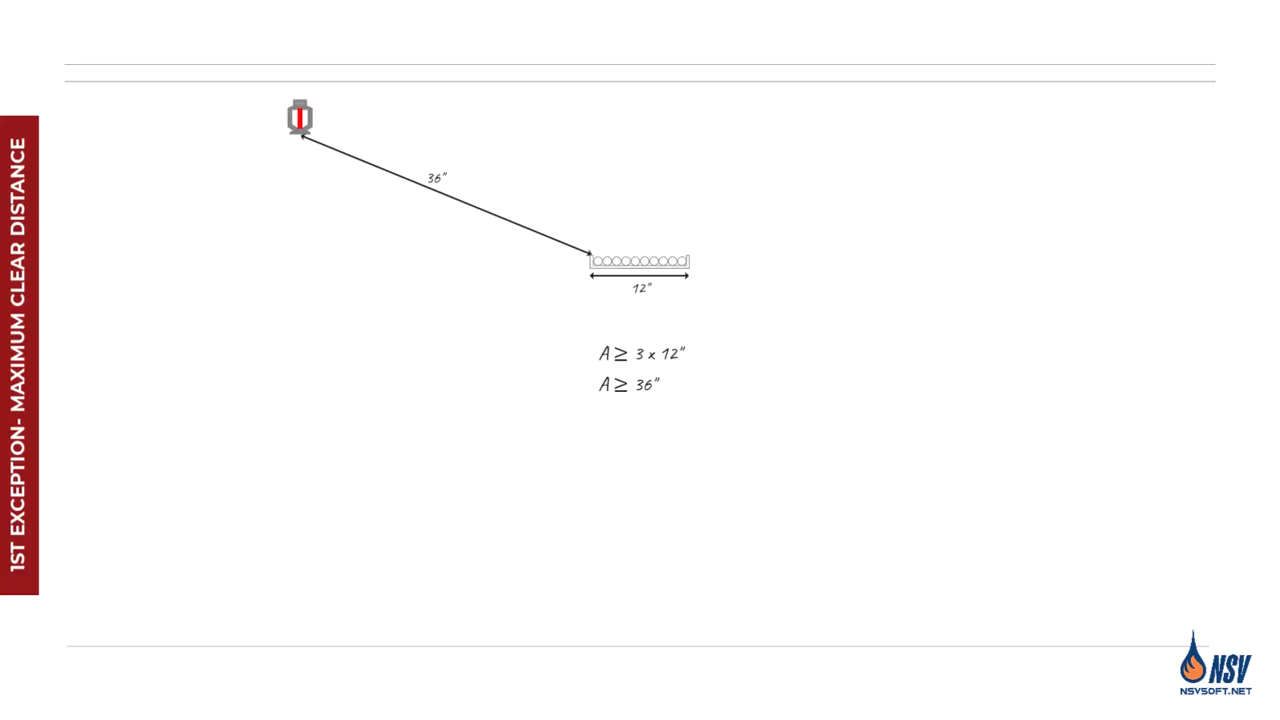 1ST EXCEPTION- MAXIMUM CLEAR DISTANCE
36"
12"
A ≥ 3 x 12"
A ≥ 36"
NSV
NSVSOFT.NET